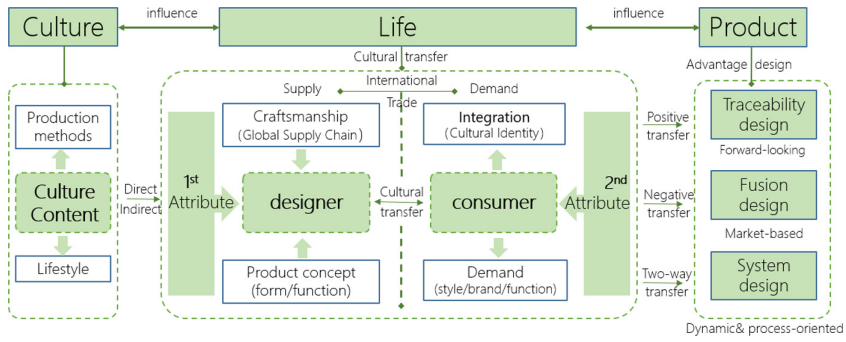 Culture
influence
Life
influence
Product
Cultural transfer
Advantage design
International
Supply
Demand
Trade
Production
methods
Culture
Content
Lifestyle
Direct
Indirect
1st
Attribute
Craftsmanship
(Global Supply Chain)
designer
Product concept
(form/function)
Cultural
transfer
Integration
(Cultural Identity)
consumer
Demand
(style/brand/function)
2nd
Attribute
Positive
transfer
Negative
transfer
Two-way
transfer
Traceability
design
Forward-looking
Fusion
design
Market-based
System
design
Dynamic& process-oriented